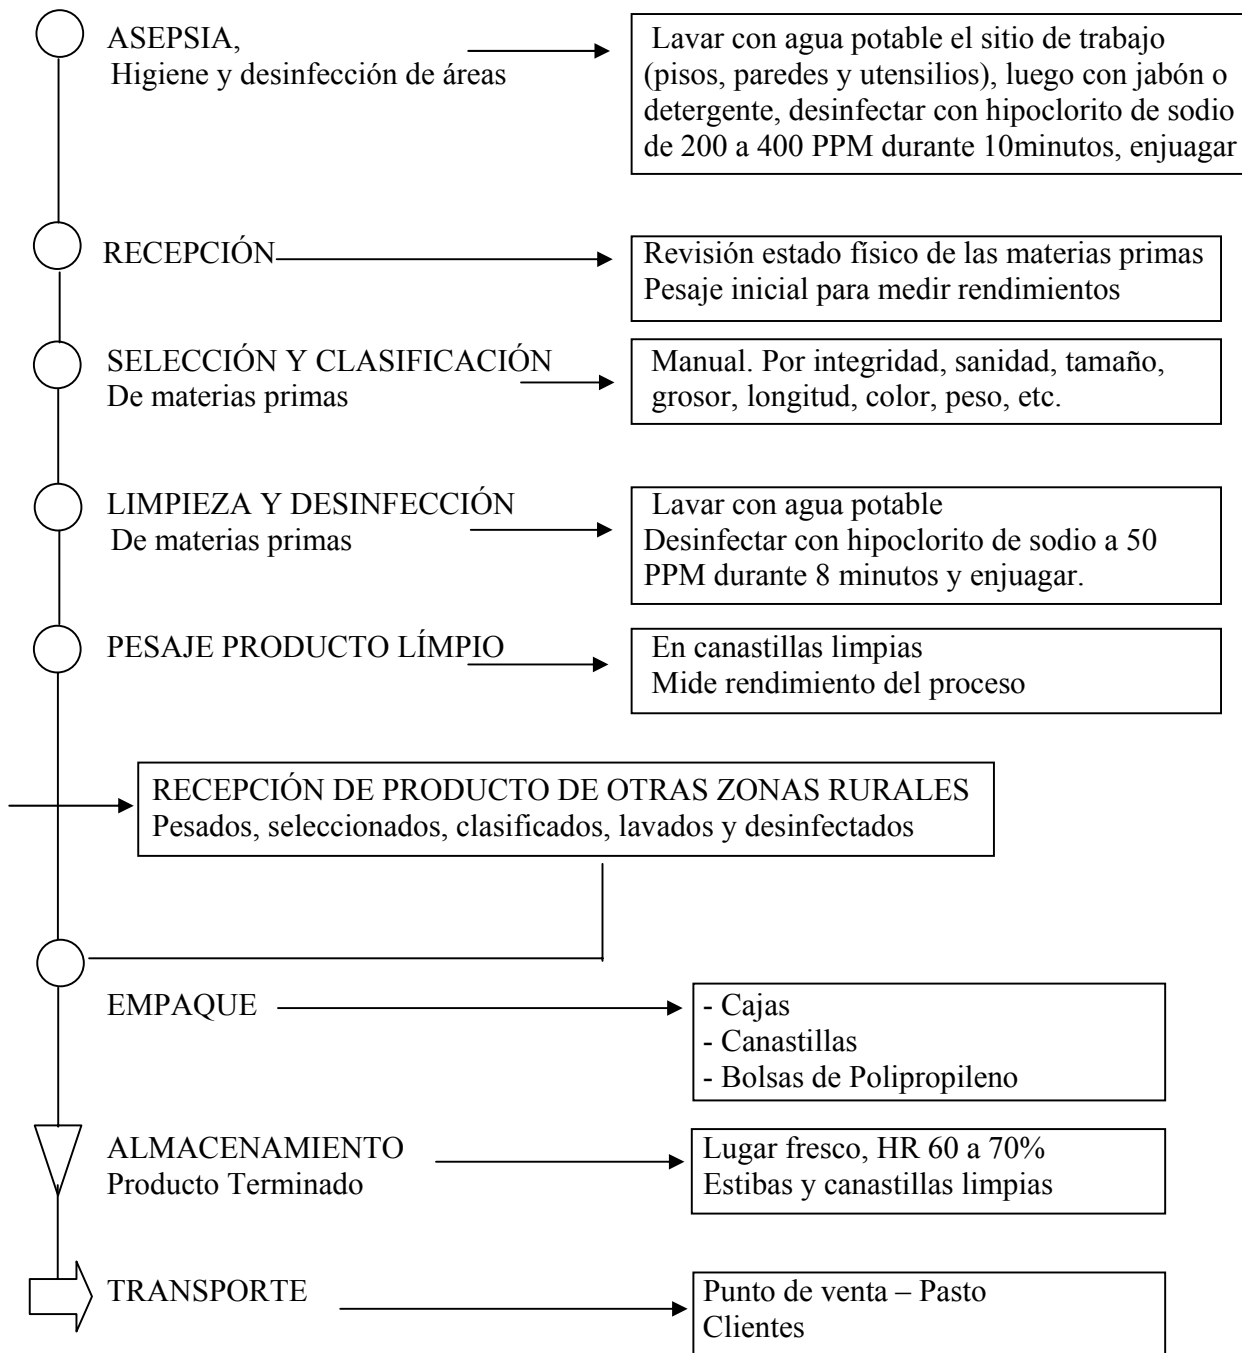 ASEPSIA,
Higiene y desinfección de áreas
Lavar con agua potable el sitio de trabajo
(pisos, paredes y utensilios), luego con jabón o
detergente, desinfectar con hipoclorito de sodio
de 200 a 400 PPM durante 10minutos, enjuagar
RECEPCIÓN
Revisión estado físico de las materias primas
Pesaje inicial para medir rendimientos
SELECCIÓN Y CLASIFICACIÓN
De materias primas
Manual. Por integridad, sanidad, tamaño,
grosor, longitud, color, peso, etc.
LIMPIEZA Y DESINFECCIÓN
De materias primas
Lavar con agua potable
Desinfectar con hipoclorito de sodio a 50
PPM durante 8 minutos y enjuagar.
PESAJE PRODUCTO LÍMPIO
En canastillas limpias
Mide rendimiento del proceso
RECEPCIÓN DE PRODUCTO DE OTRAS ZONAS RURALES
Pesados, seleccionados, clasificados, lavados y desinfectados
EMPAQUE
- Cajas
- Canastillas
- Bolsas de Polipropileno
ALMACENAMIENTO
Producto Terminado
Lugar fresco, HR 60 a 70%
Estibas y canastillas limpias
TRANSPORTE
Punto de venta – Pasto
Clientes